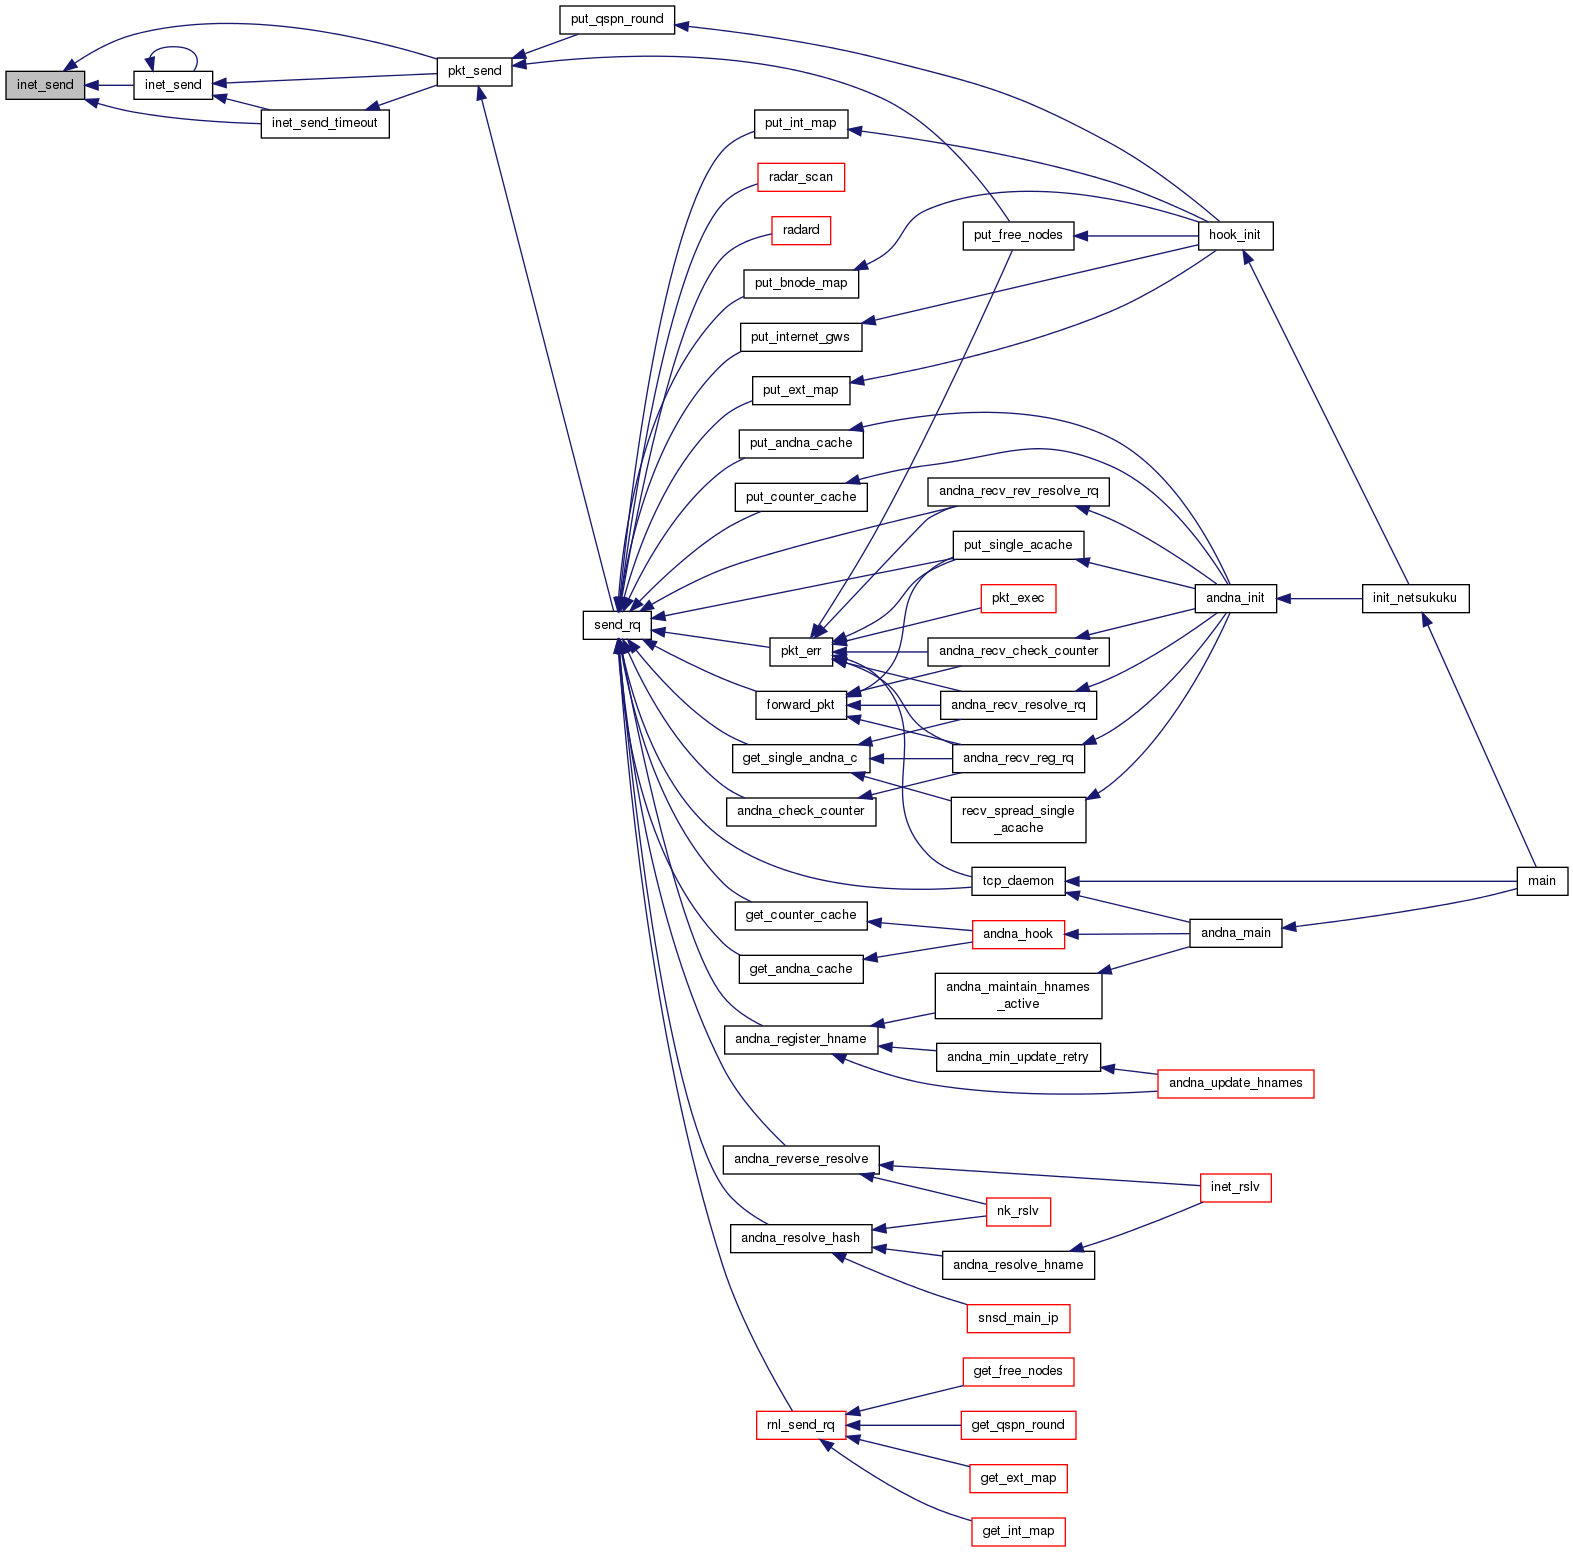 put_qspn_round
pkt_send
inet_send
inet_send
inet_send_timeout
put_int_map
radar_scan
radard
put_free_nodes
hook_init
put_bnode_map
put_internet_gws
put_ext_map
put_andna_cache
put_counter_cache
andna_recv_rev_resolve_rq
put_single_acache
pkt_exec
andna_init
init_netsukuku
send_rq
pkt_err
andna_recv_check_counter
forward_pkt
andna_recv_resolve_rq
get_single_andna_c
andna_recv_reg_rq
andna_check_counter
recv_spread_single
_acache
tcp_daemon
main
get_counter_cache
andna_hook
andna_main
get_andna_cache
andna_maintain_hnames
_active
andna_register_hname
andna_min_update_retry
andna_update_hnames
andna_reverse_resolve
inet_rslv
nk_rslv
andna_resolve_hash
andna_resolve_hname
snsd_main_ip
get_free_nodes
rnl_send_rq
get_qspn_round
get_ext_map
get_int_map